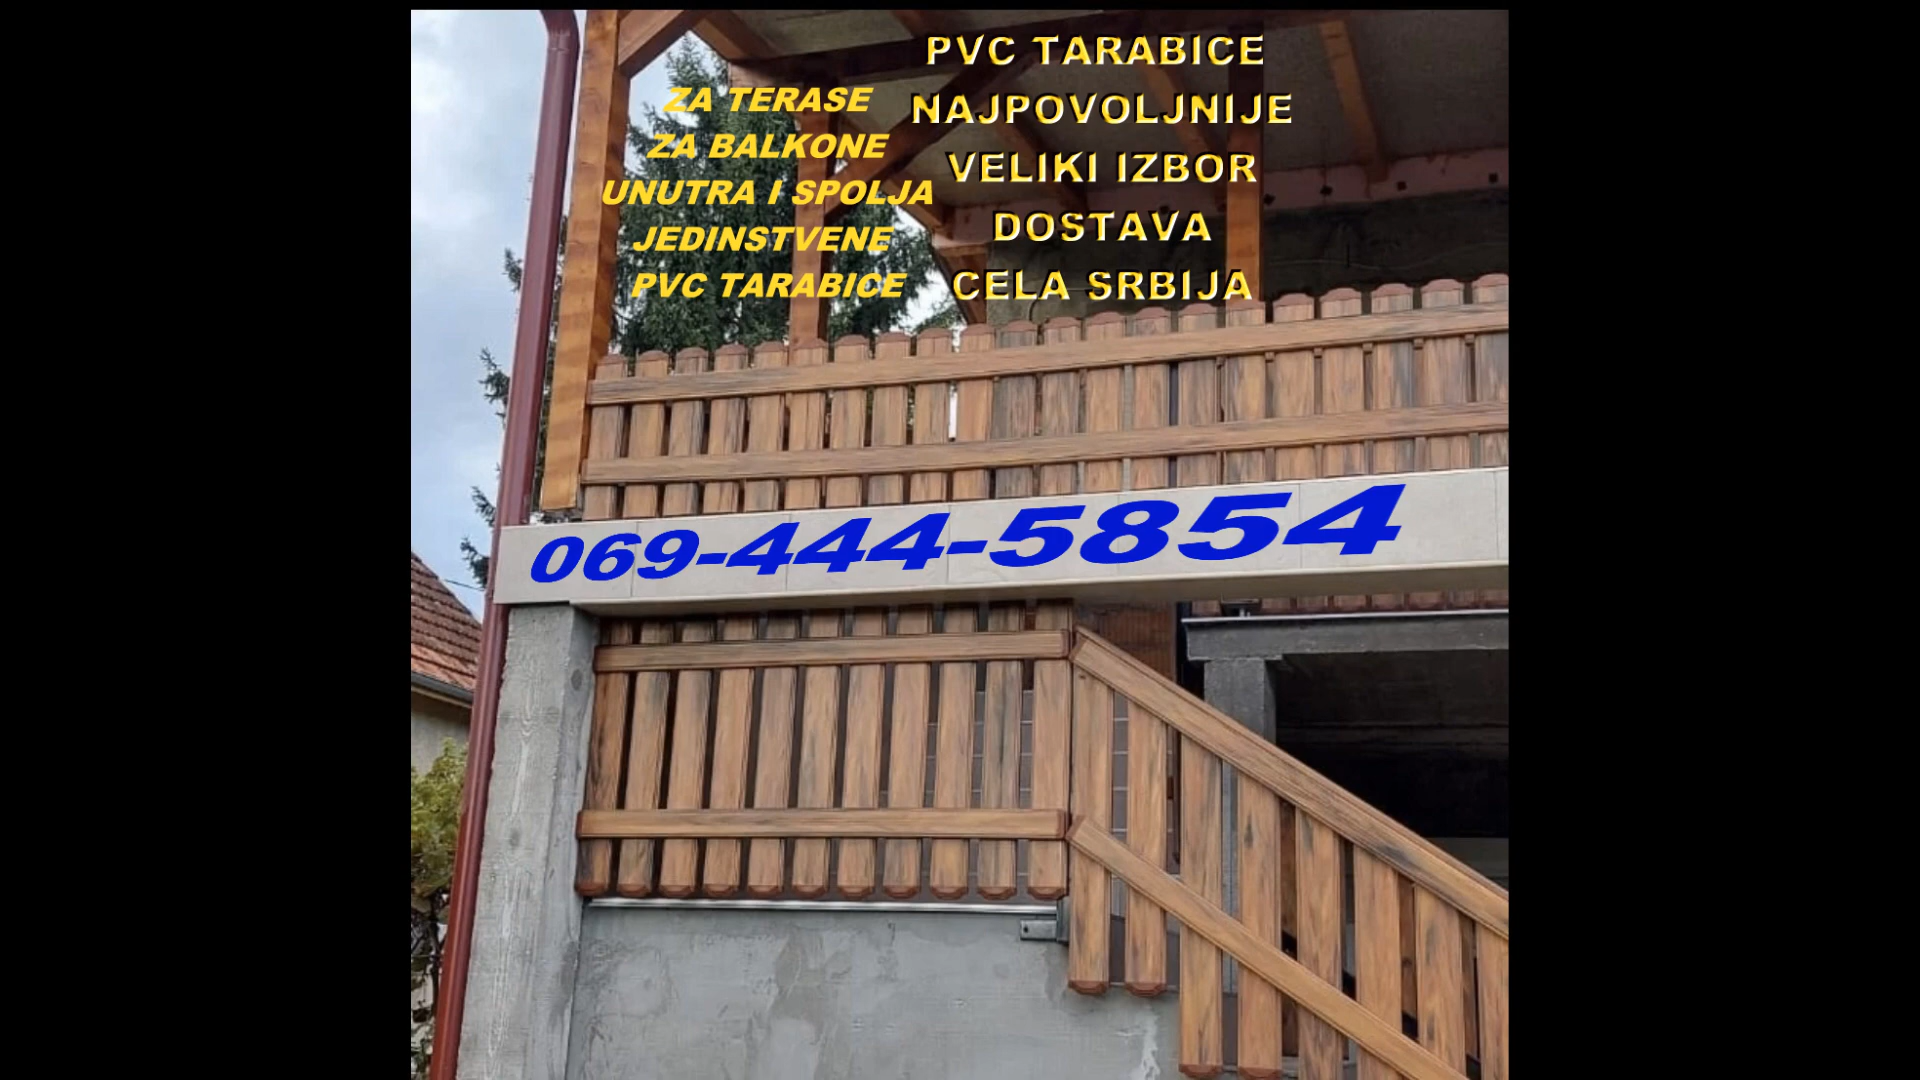 ZA TERASE
ZA BALKONE
UNUTRA I SPOLJA
JEDINSTVENE
PVC TARABICE
PVC TARABICE
NAJPOVOLJNIJE
VELIKI IZBOR
DOSTAVA
CELA SRBIJA
069-444-5854